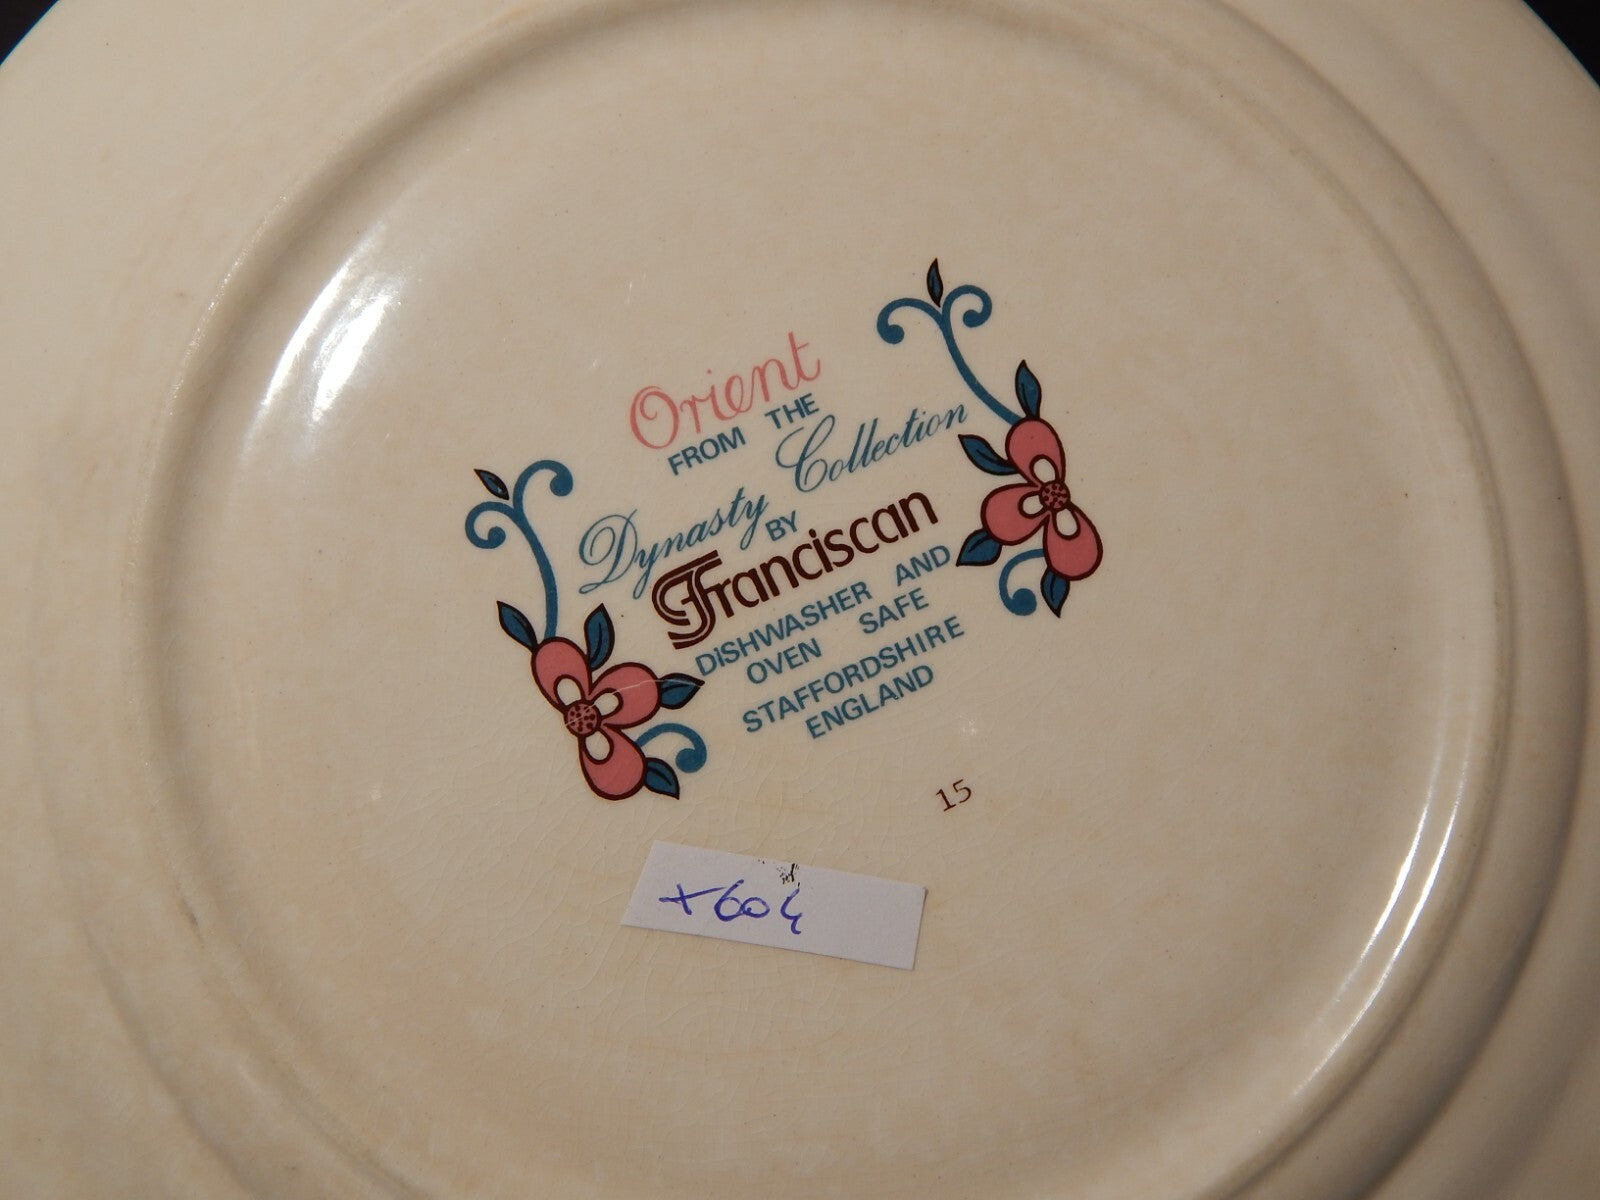 Orient
FROM THE
Dynasty Collection
BY
Franciscan
DISHWASHER AND
OVEN SAFE
STAFFORDSHIRE
ENGLAND
15
+604